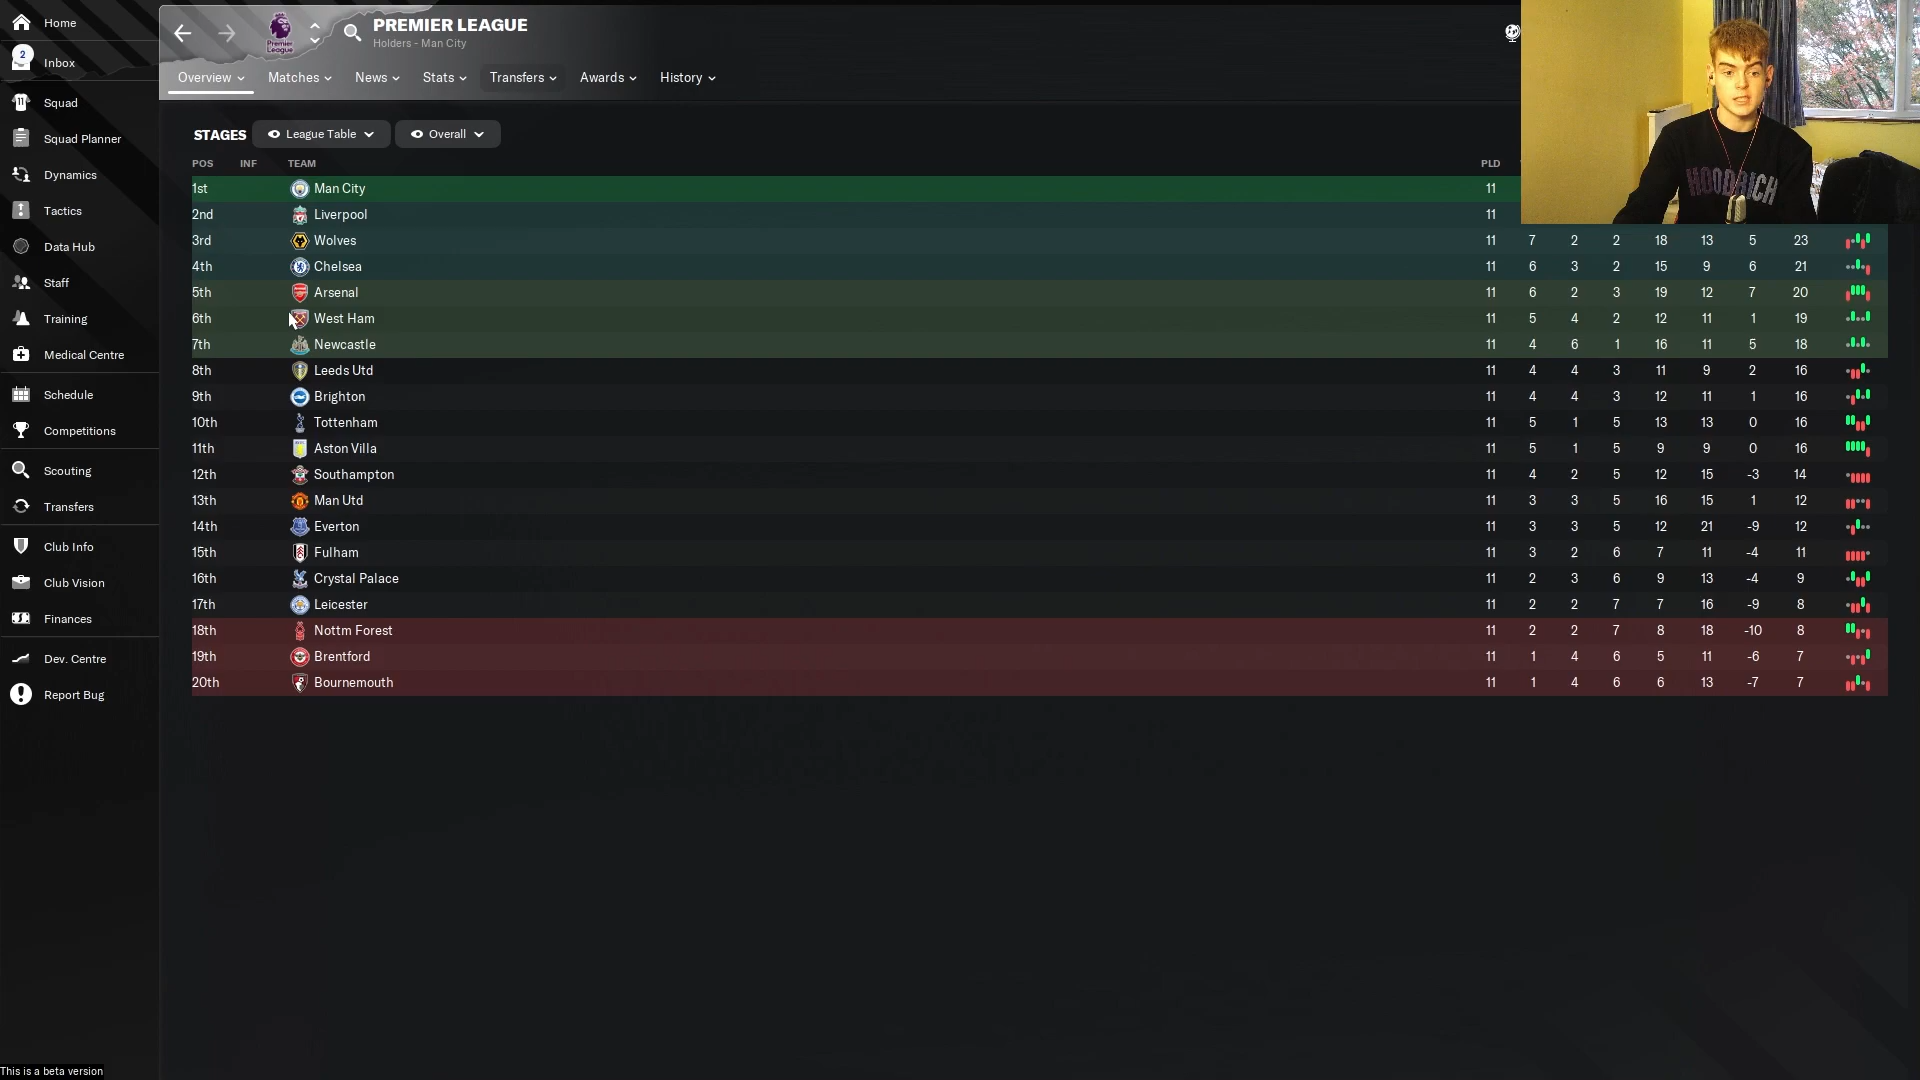 Home
2
Inbox
Squad
Squad Planner
Dynamics
Tactics
Data Hub
Staff
Training
Medical Centre
Schedule
Competitions
Scouting
Transfers
Club Info
Club Vision
Finances
Dev. Centre
Report Bug
This is a beta version
Premier League
PREMIER LEAGUE
Holders - Man City
Overview Matches News Stats Transfers Awards History
STAGES League Table Overall
POS INF TEAM PLD
1st Man City 11
2nd Liverpool 11
3rd Wolves 11 7 2 2 18 13 5 23
4th Chelsea 11 6 3 2 15 9 6 21
5th Arsenal 11 6 2 3 19 12 7 20
6th West Ham 11 5 4 2 12 11 1 19
7th Newcastle 11 4 6 1 16 11 5 18
8th Leeds Utd 11 4 4 3 11 9 2 16
9th Brighton 11 4 4 3 12 11 1 16
10th Tottenham 11 5 1 5 13 13 0 16
11th Aston Villa 11 5 1 5 9 9 0 16
12th Southampton 11 4 2 5 12 15 -3 14
13th Man Utd 11 3 3 5 16 15 1 12
14th Everton 11 3 3 5 12 21 -9 12
15th Fulham 11 3 2 6 7 11 -4 11
16th Crystal Palace 11 2 3 6 9 13 -4 9
17th Leicester 11 2 2 7 7 16 -9 8
18th Nottm Forest 11 2 2 7 8 18 -10 8
19th Brentford 11 1 4 6 5 11 -6 7
20th Bournemouth 11 1 4 6 6 13 -7 7
HOODRICH